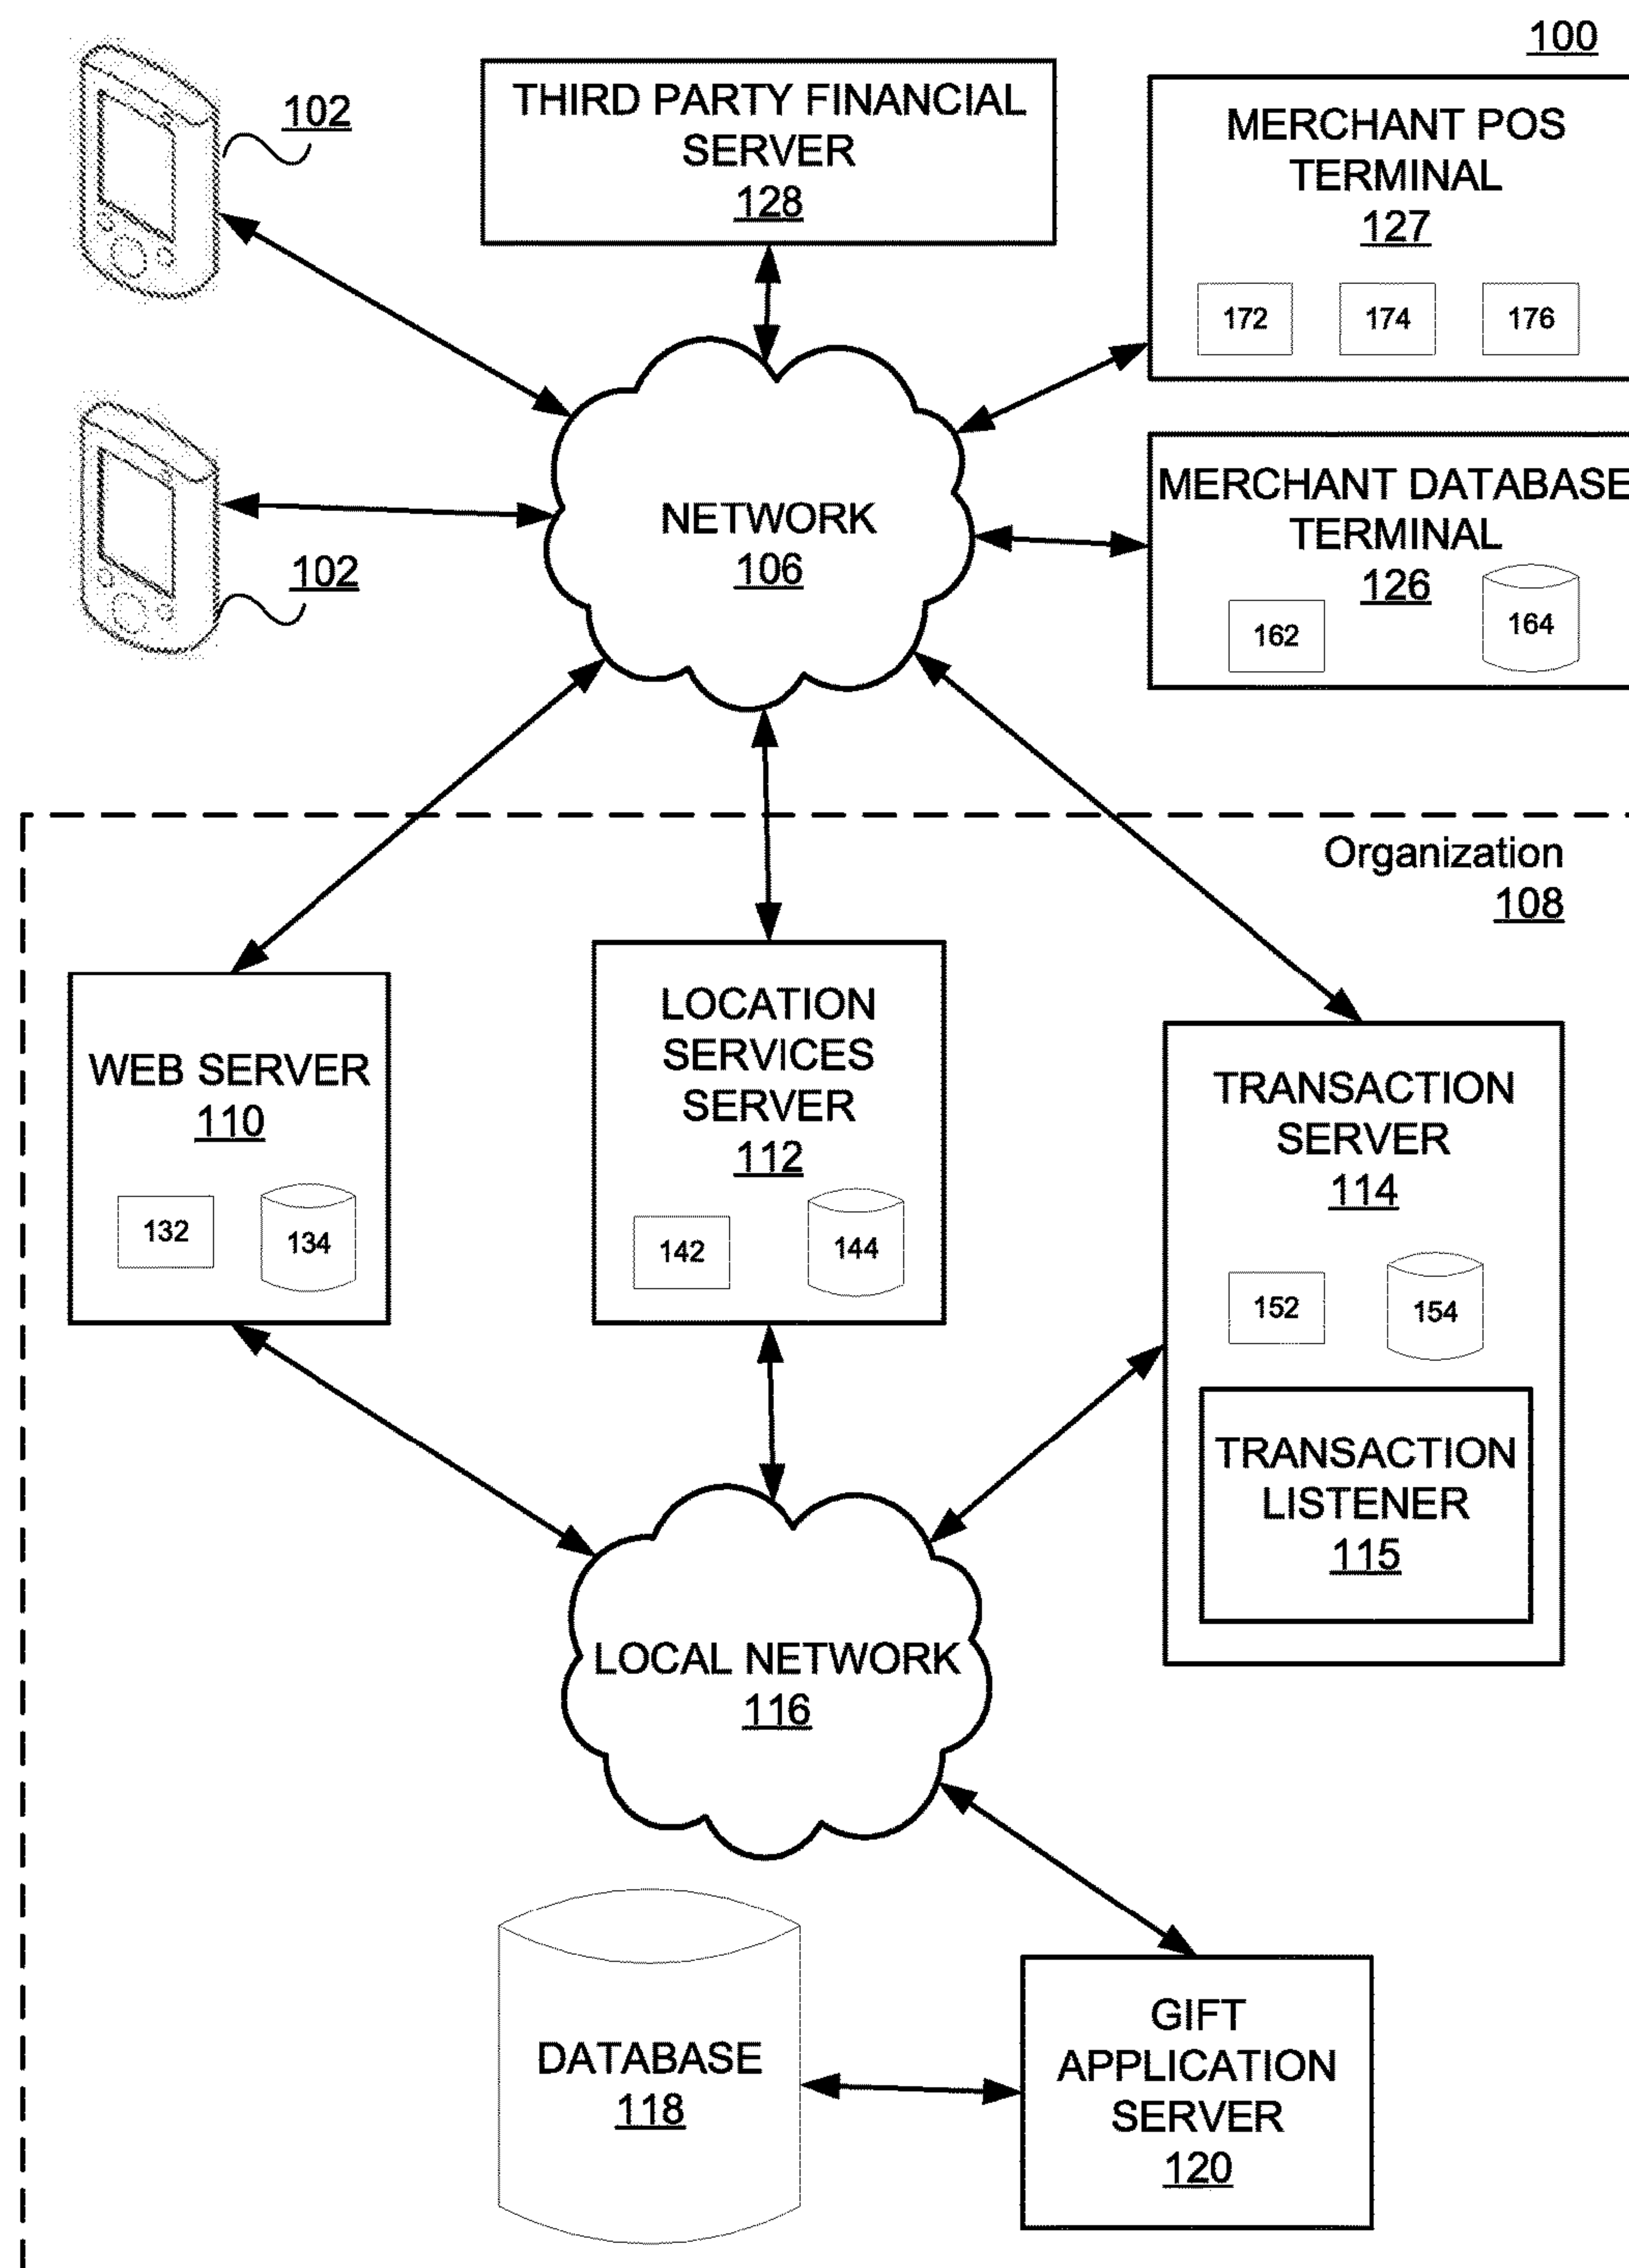 100
102
THIRD PARTY FINANCIAL
SERVER
128
MERCHANT POS
TERMINAL
127
172
174
176
102
NETWORK
106
MERCHANT DATABASE
TERMINAL
126
162
164
Organization
108
WEB SERVER
110
132
134
LOCATION
SERVICES
SERVER
112
142
144
TRANSACTION
SERVER
114
152
154
TRANSACTION
LISTENER
115
LOCAL NETWORK
116
DATABASE
118
GIFT
APPLICATION
SERVER
120